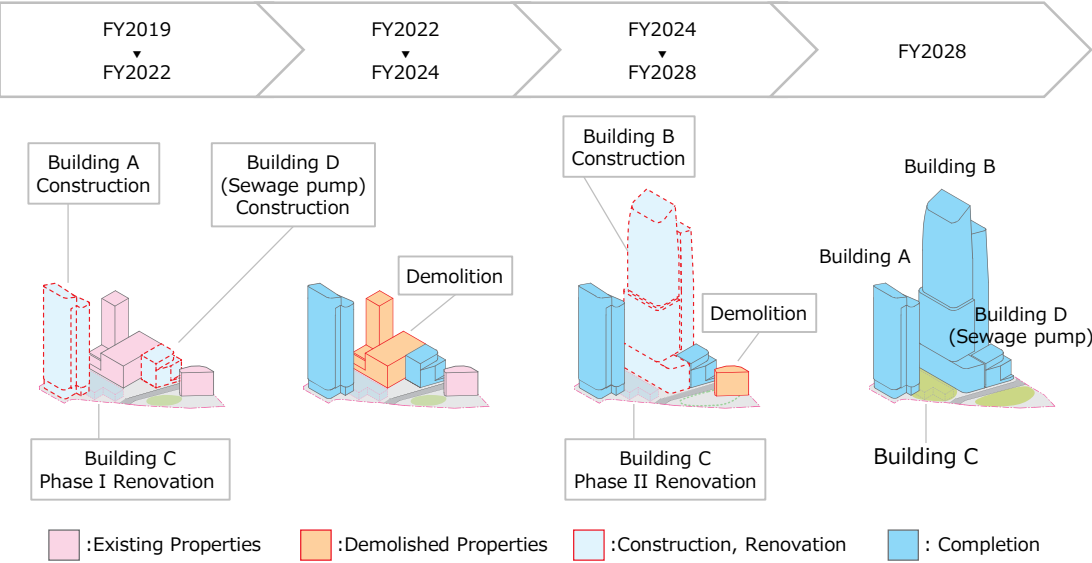 FY2019
▼
FY2022
FY2022
▼
FY2024
FY2024
▼
FY2028
FY2028
Building A
Construction
Building D
(Sewage pump)
Construction
Building C
Phase I Renovation
Demolition
Building B
Construction
Demolition
Building C
Phase II Renovation
Building B
Building A
Building D
(Sewage pump)
Building C
:Existing Properties
:Demolished Properties
:Construction, Renovation
: Completion